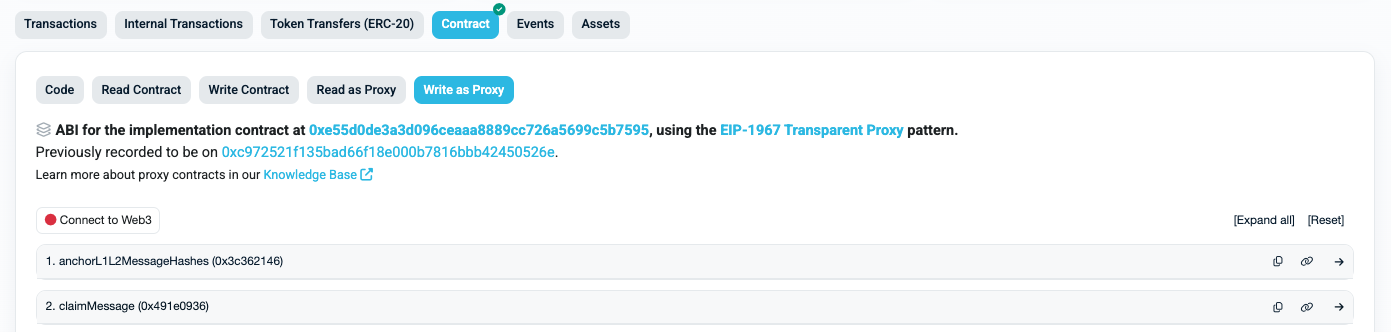 Transactions Internal Transactions Token Transfers (ERC-20) Contract Events Assets
Code Read Contract Write Contract Read as Proxy Write as Proxy
ABI for the implementation contract at 0xe55d0de3a3d096ceaaa8889cc726a5699c5b7595, using the EIP-1967 Transparent Proxy pattern.
Previously recorded to be on 0xc972521f135bad66f18e000b7816bbb42450526e.
Learn more about proxy contracts in our Knowledge Base
Connect to Web3 [Expand all] [Reset]
1. anchorL1L2MessageHashes (0x3c362146)
2. claimMessage (0x491e0936)